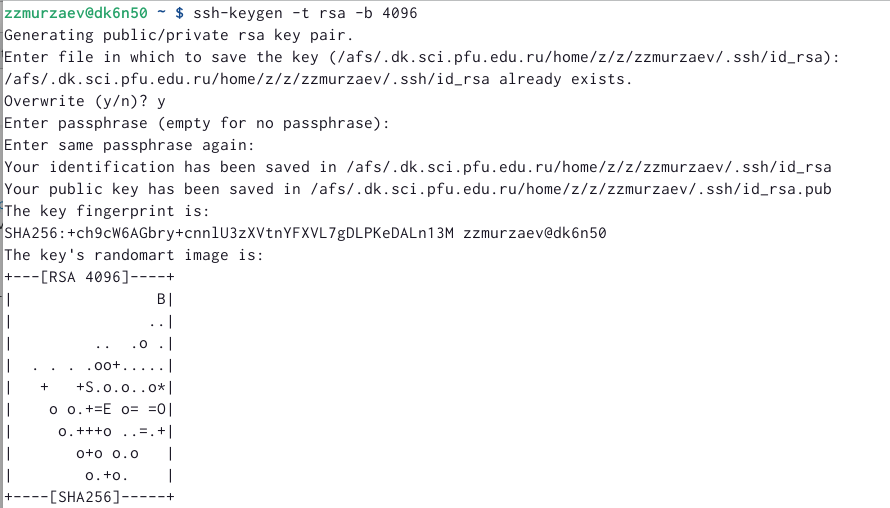 zzmurzaev@dk6n50 ~ $ ssh-keygen -t rsa -b 4096
Generating public/private rsa key pair.
Enter file in which to save the key (/afs/.dk.sci.pfu.edu.ru/home/z/z/zzmurzaev/.ssh/id_rsa):
/afs/.dk.sci.pfu.edu.ru/home/z/z/zzmurzaev/.ssh/id_rsa already exists.
Overwrite (y/n)? y
Enter passphrase (empty for no passphrase):
Enter same passphrase again:
Your identification has been saved in /afs/.dk.sci.pfu.edu.ru/home/z/z/zzmurzaev/.ssh/id_rsa
Your public key has been saved in /afs/.dk.sci.pfu.edu.ru/home/z/z/zzmurzaev/.ssh/id_rsa.pub
The key fingerprint is:
SHA256:+ch9cW6AGbry+cnnlU3zXVtnYFXVL7gDLPKeDALn13M zzmurzaev@dk6n50
The key's randomart image is:
+---[RSA 4096]----+
|                B|
|               ..|
|         ..  .o .|
|  . . . .oo+.....|
|   +   +S.o.o..o*|
|    o o.+=E o= =O|
|     o.+++o ..=.+|
|       o+o o.o   |
|        o.+o.    |
+----[SHA256]-----+